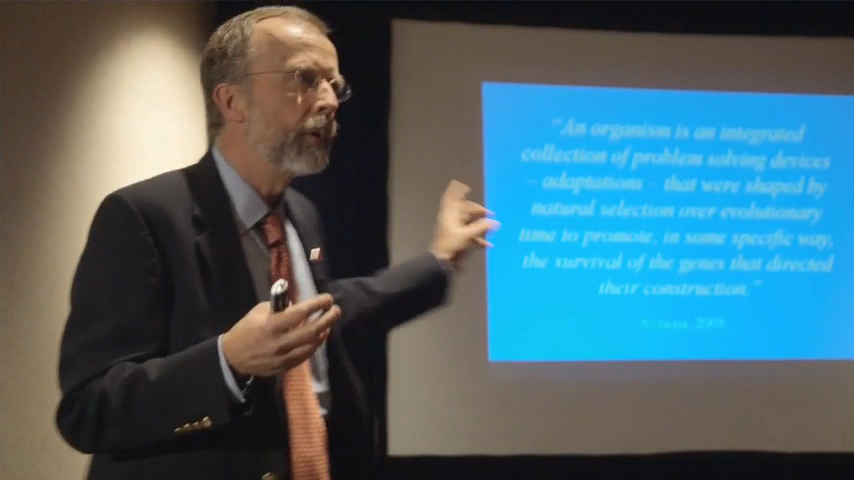 "An organism is an integrated
collection of problem solving devices
– adaptations – that were shaped by
natural selection over evolutionary
time to promote, in some specific way,
the survival of the genes that directed
their construction."
2005